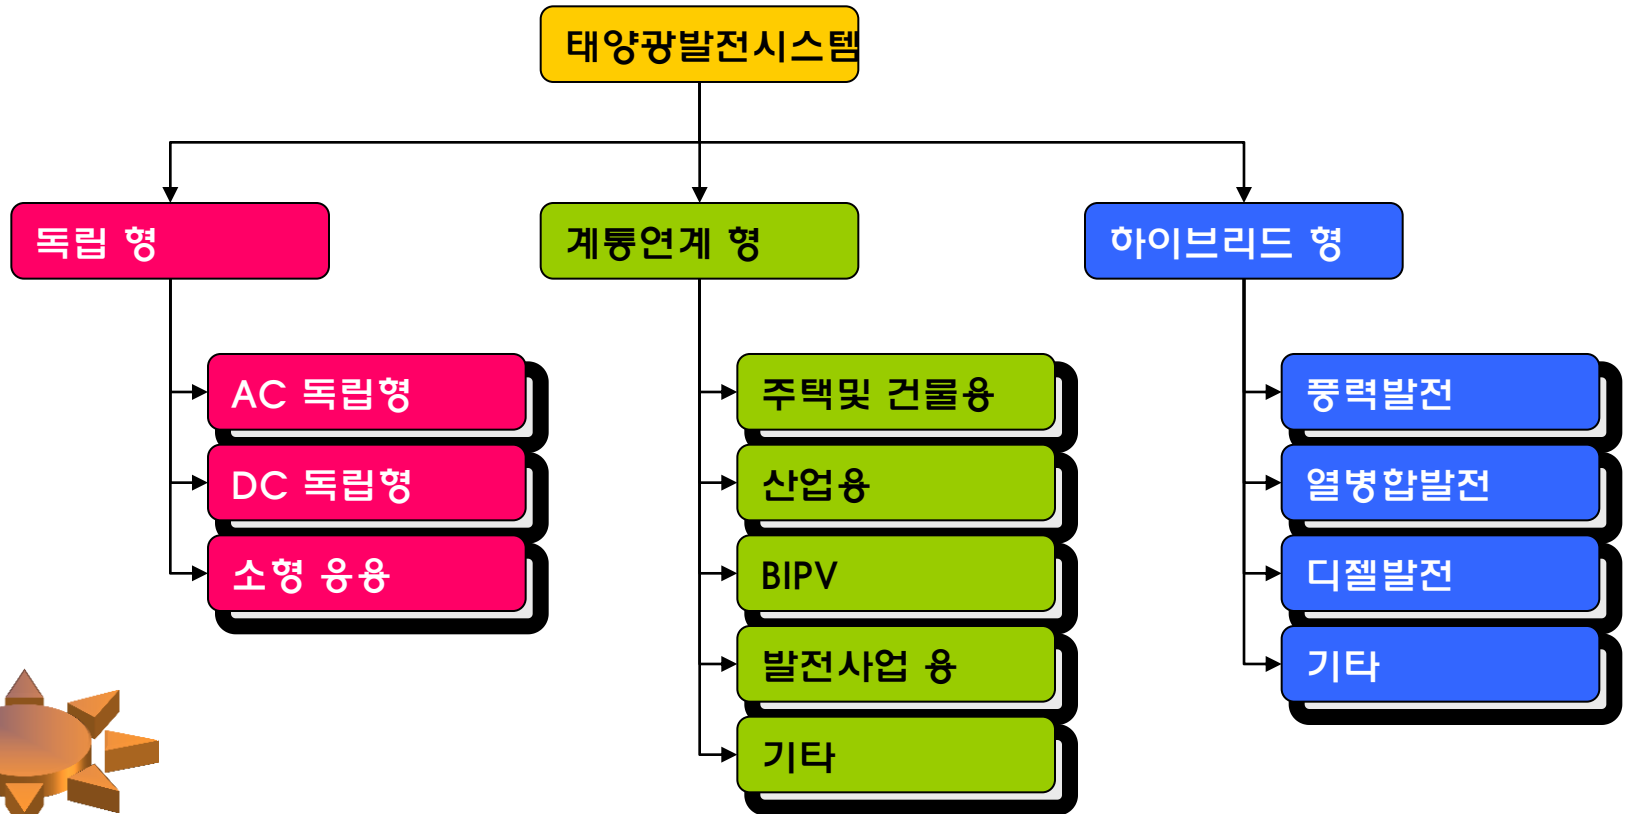 태양광발전시스템
독립 형
계통연계 형
하이브리드 형
AC 독립형
DC 독립형
소형 응용
주택및 건물용
산업용
BIPV
발전사업 용
기타
풍력발전
열병합발전
디젤발전
기타